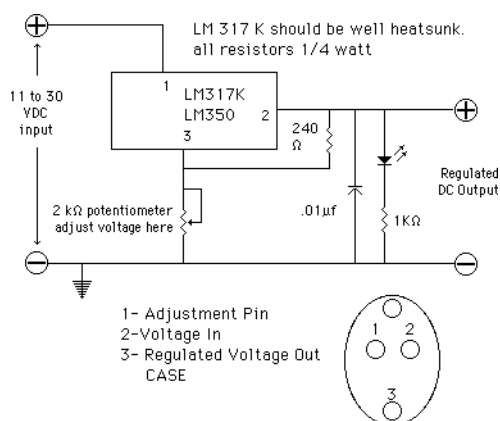 LM 317 K should be well heatsunk.
all resistors 1/4 watt
+
11 to 30
VDC
input
1
LM317K
LM350
2
3
240
Ω
+
Regulated
DC Output
2 kΩ potentiometer
adjust voltage here
.01µf
1KΩ
−
−
1- Adjustment Pin
2-Voltage In
3- Regulated Voltage Out
CASE
1 2
3